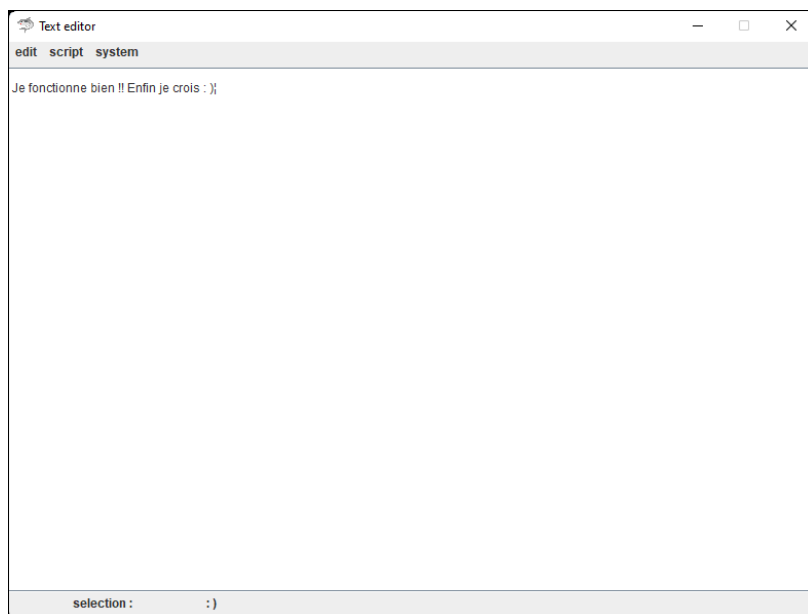 Text editor
edit script system
Je fonctionne bien !! Enfin je crois : )¦
selection : : )